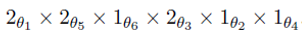 2_{θ_1} × 2_{θ_5} × 1_{θ_6} × 2_{θ_3} × 1_{θ_2} × 1_{θ_4}